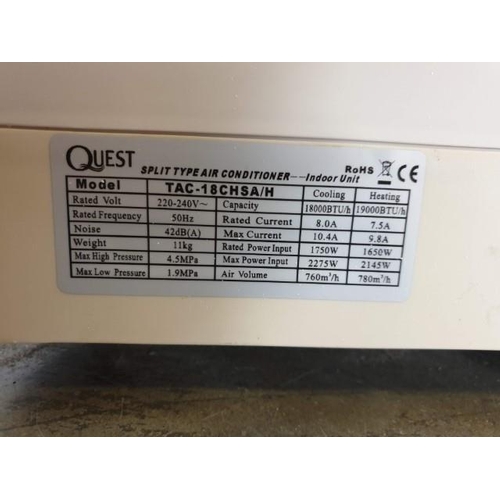 QUEST
SPLIT TYPE AIR CONDITIONER---Indoor Unit RoHS CE
Model TAC-18CHSA/H Cooling Heating
Rated Volt 220-240V~ Capacity 18000BTU/h 19000BTU/h
Rated Frequency 50Hz Rated Current 8.0A 7.5A
Noise 42dB(A) Max Current 10.4A 9.8A
Weight 11kg Rated Power Input 1750W 1650W
Max High Pressure 4.5MPa Max Power Input 2275W 2145W
Max Low Pressure 1.9MPa Air Volume 760m³/h 780m³/h